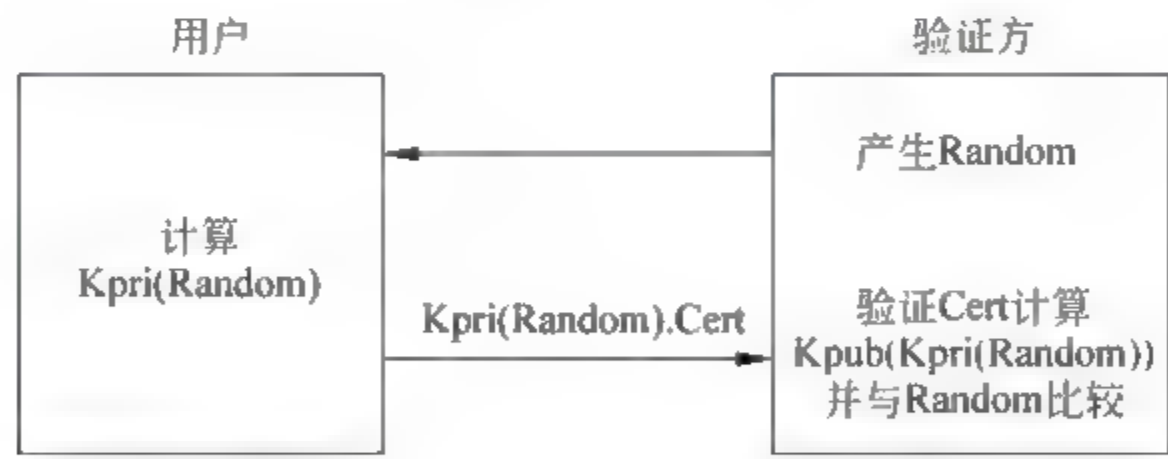 用户
验证方
产生Random
计算
Kpri(Random)
Kpri(Random).Cert
验证Cert计算
Kpub(Kpri(Random))
并与Random比较